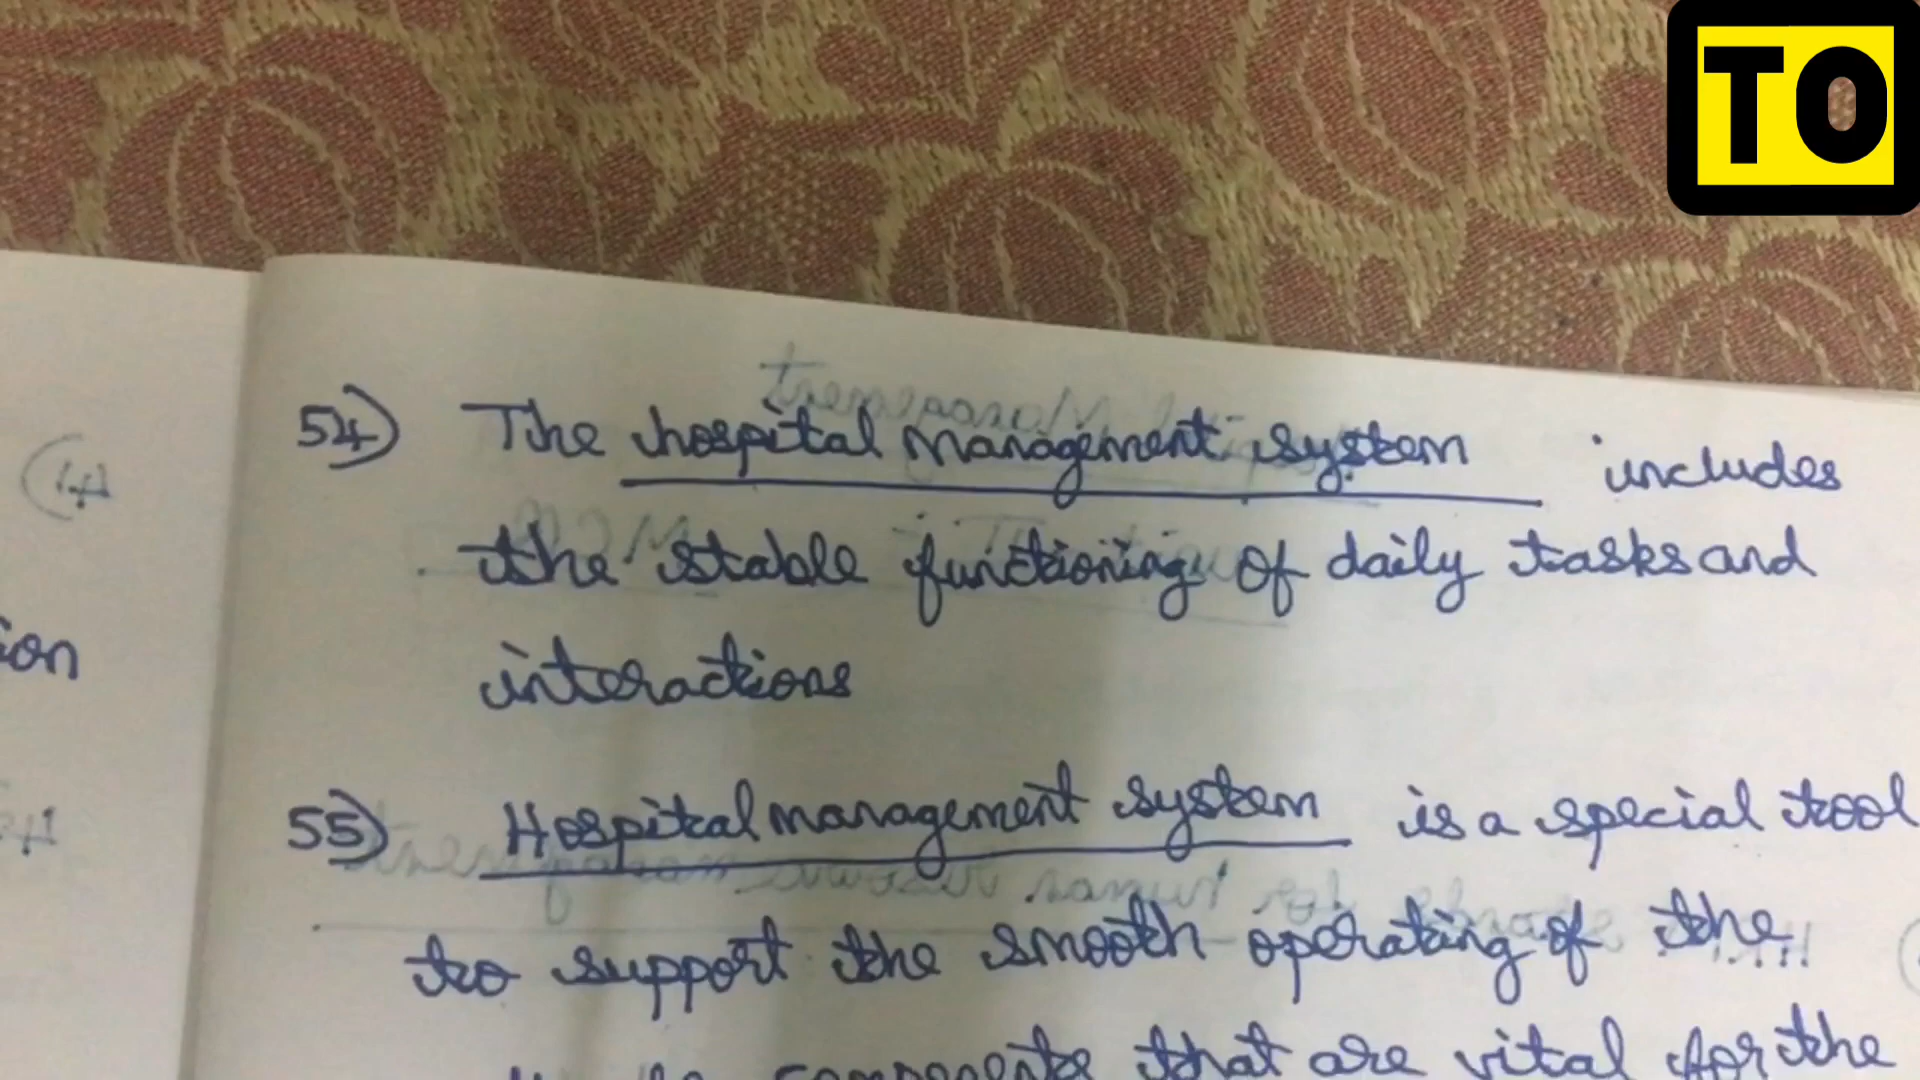 TO
54) The hospital management system includes
the stable functioning of daily tasks and
interactions
55) Hospital management system is a special tool
to support the smooth operating of the
components that are vital for the
ion